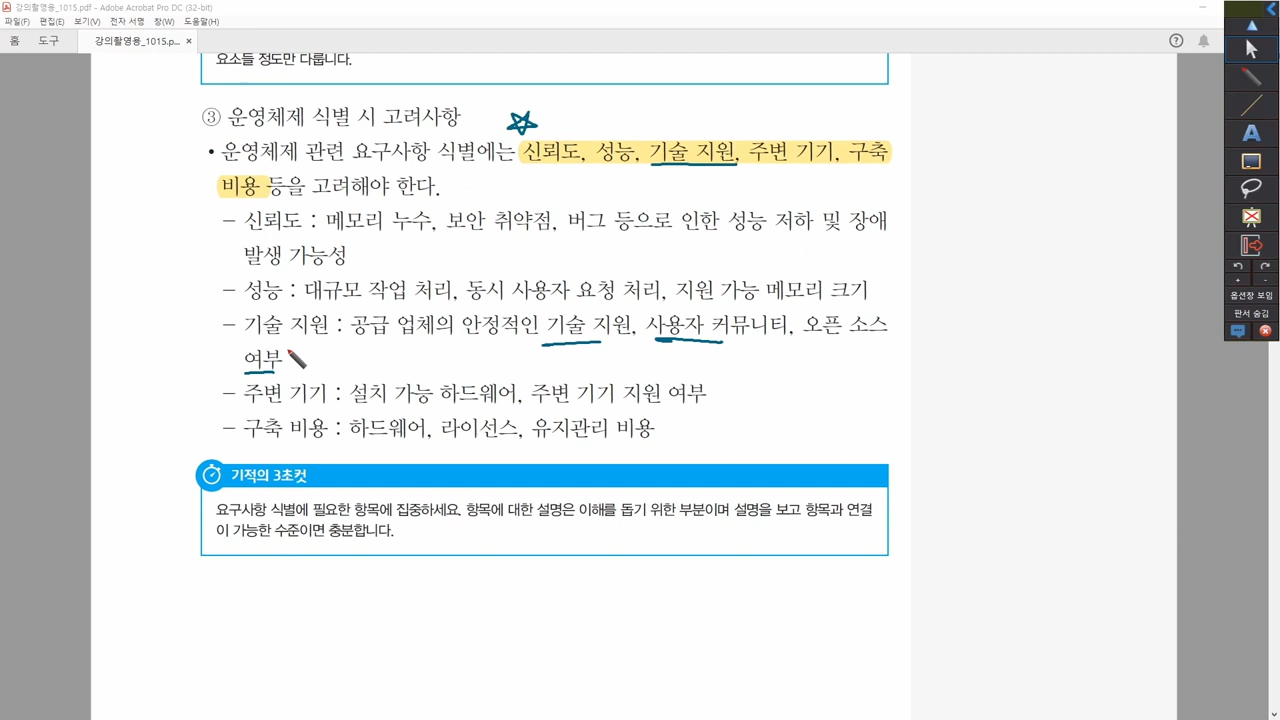 강의촬영용_1015.pdf - Adobe Acrobat Pro DC (32-bit)
파일(F) 편집(E) 보기(V) 전자 서명 창(W) 도움말(H)
홈 도구 강의촬영용_1015.p... ×
요소들 정도만 다룹니다.
③ 운영체제 식별 시 고려사항
• 운영체제 관련 요구사항 식별에는 신뢰도, 성능, 기술 지원, 주변 기기, 구축
비용 등을 고려해야 한다.
– 신뢰도 : 메모리 누수, 보안 취약점, 버그 등으로 인한 성능 저하 및 장애
발생 가능성
– 성능 : 대규모 작업 처리, 동시 사용자 요청 처리, 지원 가능 메모리 크기
– 기술 지원 : 공급 업체의 안정적인 기술 지원, 사용자 커뮤니티, 오픈 소스
여부
– 주변 기기 : 설치 가능 하드웨어, 주변 기기 지원 여부
– 구축 비용 : 하드웨어, 라이선스, 유지관리 비용
기적의 3초컷
요구사항 식별에 필요한 항목에 집중하세요. 항목에 대한 설명은 이해를 돕기 위한 부분이며 설명을 보고 항목과 연결
이 가능한 수준이면 충분합니다.
A
+ -
옵션창 보임
판서 숨김